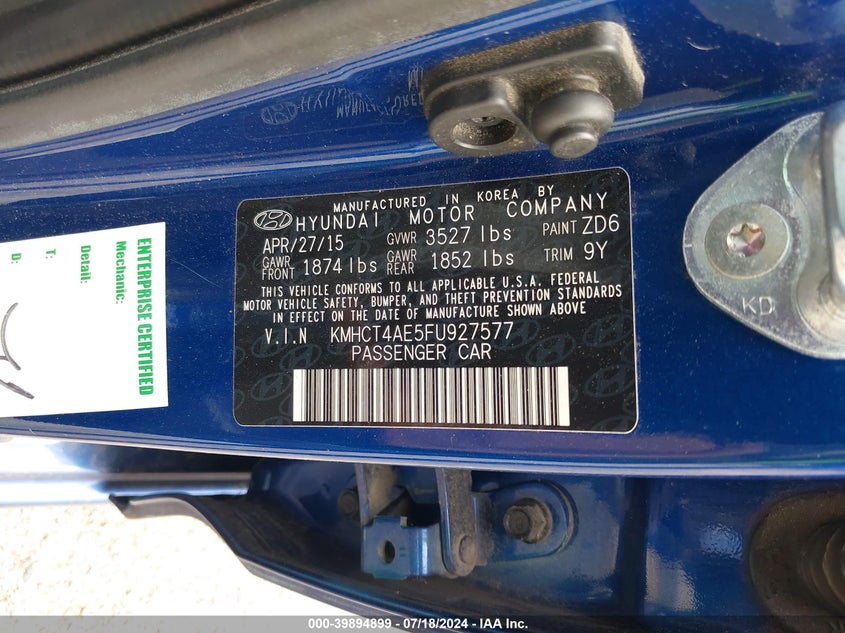 MANUFACTURED IN KOREA BY
HYUNDAI MOTOR COMPANY
APR/27/15 GVWR 3527 lbs PAINT ZD6
GAWR FRONT 1874 lbs GAWR REAR 1852 lbs TRIM 9Y
THIS VEHICLE CONFORMS TO ALL APPLICABLE U.S.A. FEDERAL
MOTOR VEHICLE SAFETY, BUMPER, AND THEFT PREVENTION STANDARDS
IN EFFECT ON THE DATE OF MANUFACTURE SHOWN ABOVE
V.I.N KMHCT4AE5FU927577
PASSENGER CAR
ENTERPRISE CERTIFIED
Mechanic:
Detail:
T:
D:
KD
000-39894899 - 07/18/2024 - IAA Inc.